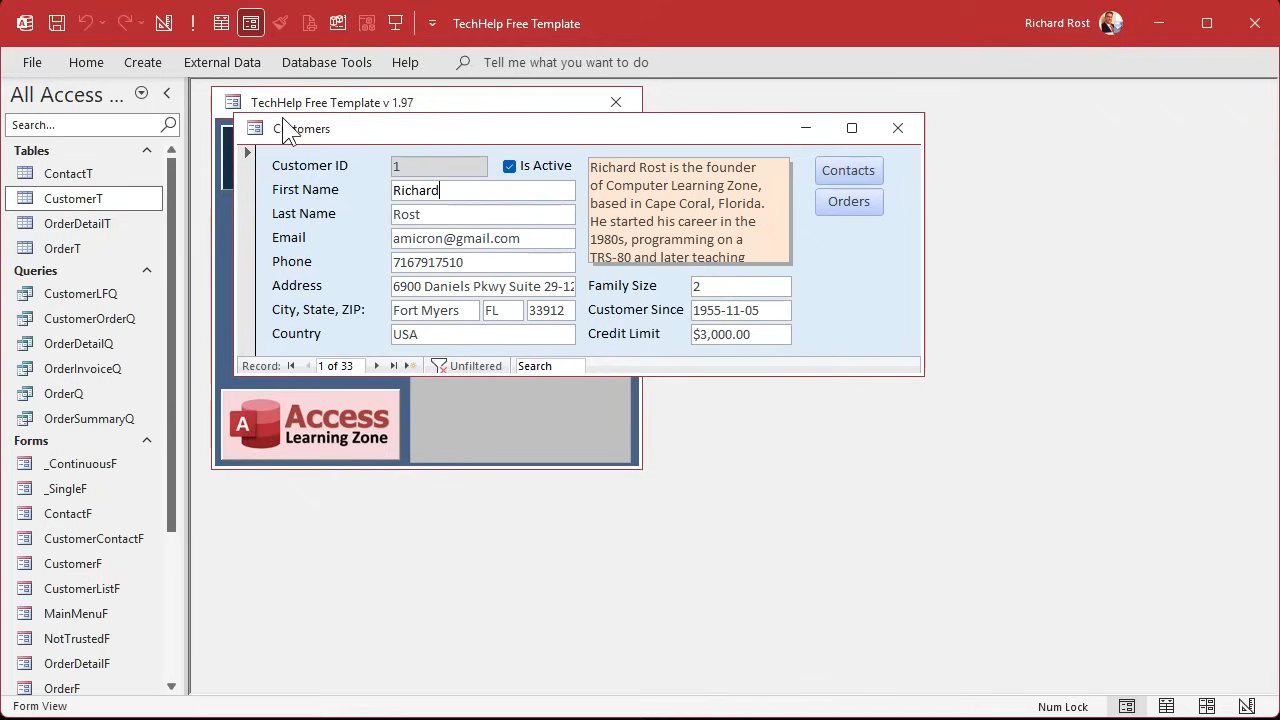 TechHelp Free Template
Richard Rost
File Home Create External Data Database Tools Help Tell me what you want to do
All Access ...
Search...
Tables
ContactT
CustomerT
OrderDetailT
OrderT
Queries
CustomerLFQ
CustomerOrderQ
OrderDetailQ
OrderInvoiceQ
OrderQ
OrderSummaryQ
Forms
_ContinuousF
_SingleF
ContactF
CustomerContactF
CustomerF
CustomerListF
MainMenuF
NotTrustedF
OrderDetailF
OrderF
TechHelp Free Template v 1.97
Customers
Customer ID 1 Is Active
First Name Richard
Last Name Rost
Email amicron@gmail.com
Phone 7167917510
Address 6900 Daniels Pkwy Suite 29-12
City, State, ZIP: Fort Myers FL 33912
Country USA
Richard Rost is the founder
of Computer Learning Zone,
based in Cape Coral, Florida.
He started his career in the
1980s, programming on a
TRS-80 and later teaching
Family Size 2
Customer Since 1955-11-05
Credit Limit $3,000.00
Contacts
Orders
Record: 1 of 33 Unfiltered Search
A Access
Learning Zone
Form View
Num Lock